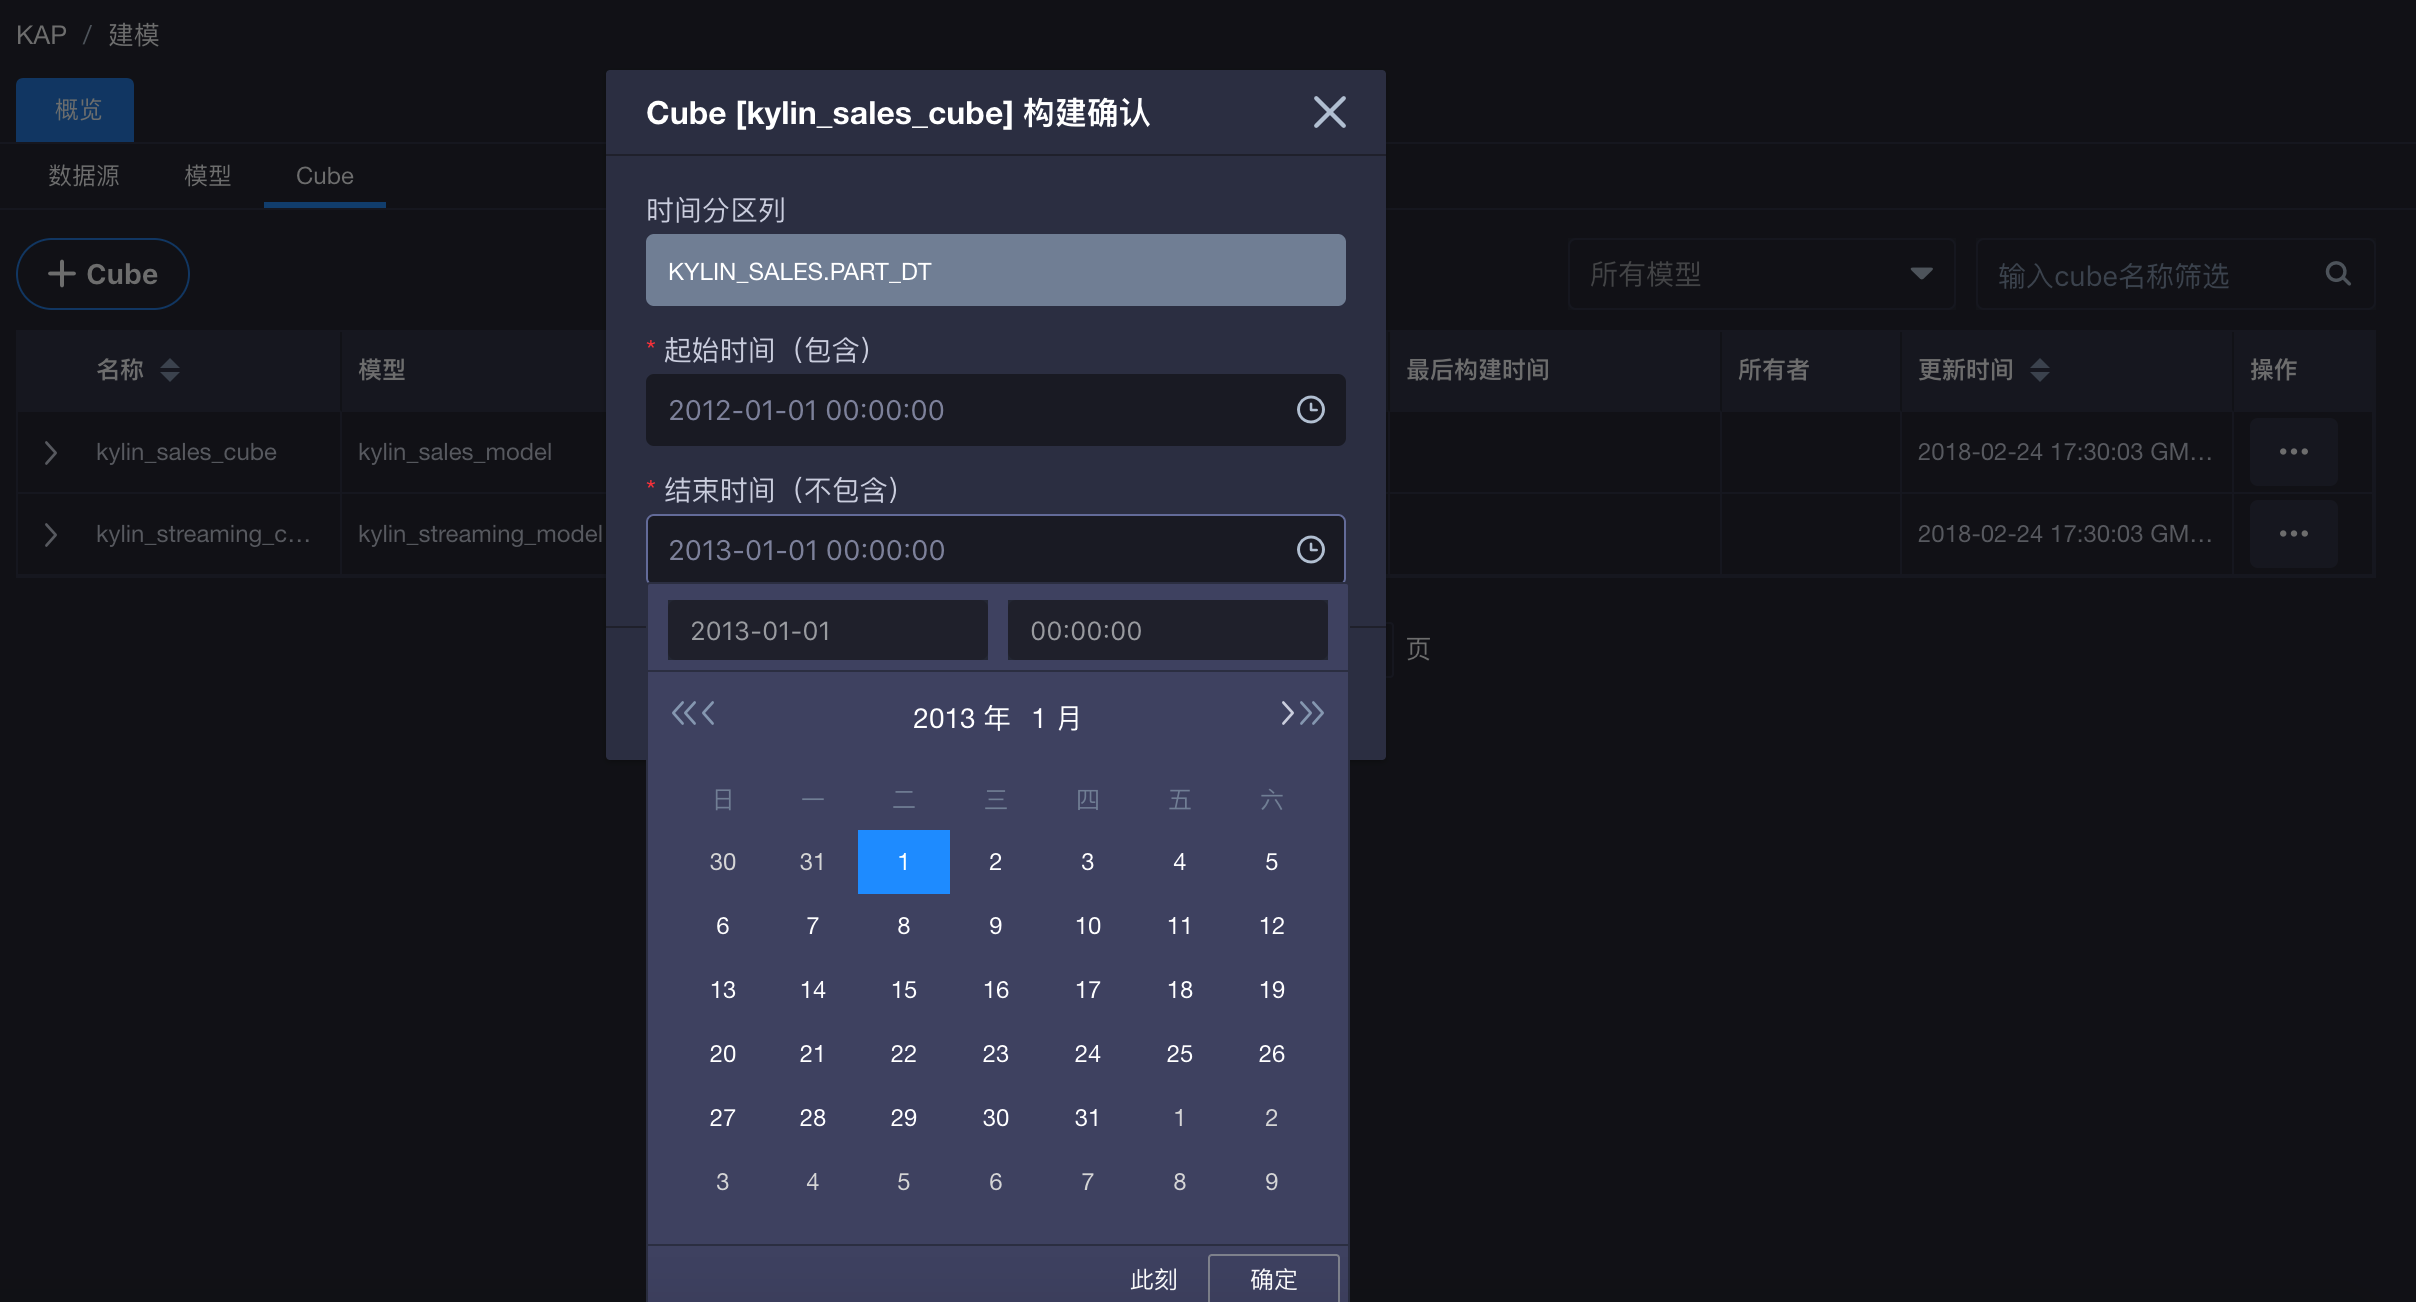 KAP / 建模
概览
数据源 模型 Cube
Cube
所有模型
输入cube名称筛选
名称 模型 最后构建时间 所有者 更新时间 操作
kylin_sales_cube kylin_sales_model 2018-02-24 17:30:03 GM...
kylin_streaming_c... kylin_streaming_model 2018-02-24 17:30:03 GM...
页
Cube [kylin_sales_cube] 构建确认
时间分区列
KYLIN_SALES.PART_DT
* 起始时间（包含）
2012-01-01 00:00:00
* 结束时间（不包含）
2013-01-01 00:00:00
2013-01-01 00:00:00
2013 年 1 月
日 一 二 三 四 五 六
30 31 1 2 3 4 5
6 7 8 9 10 11 12
13 14 15 16 17 18 19
20 21 22 23 24 25 26
27 28 29 30 31 1 2
3 4 5 6 7 8 9
此刻 确定